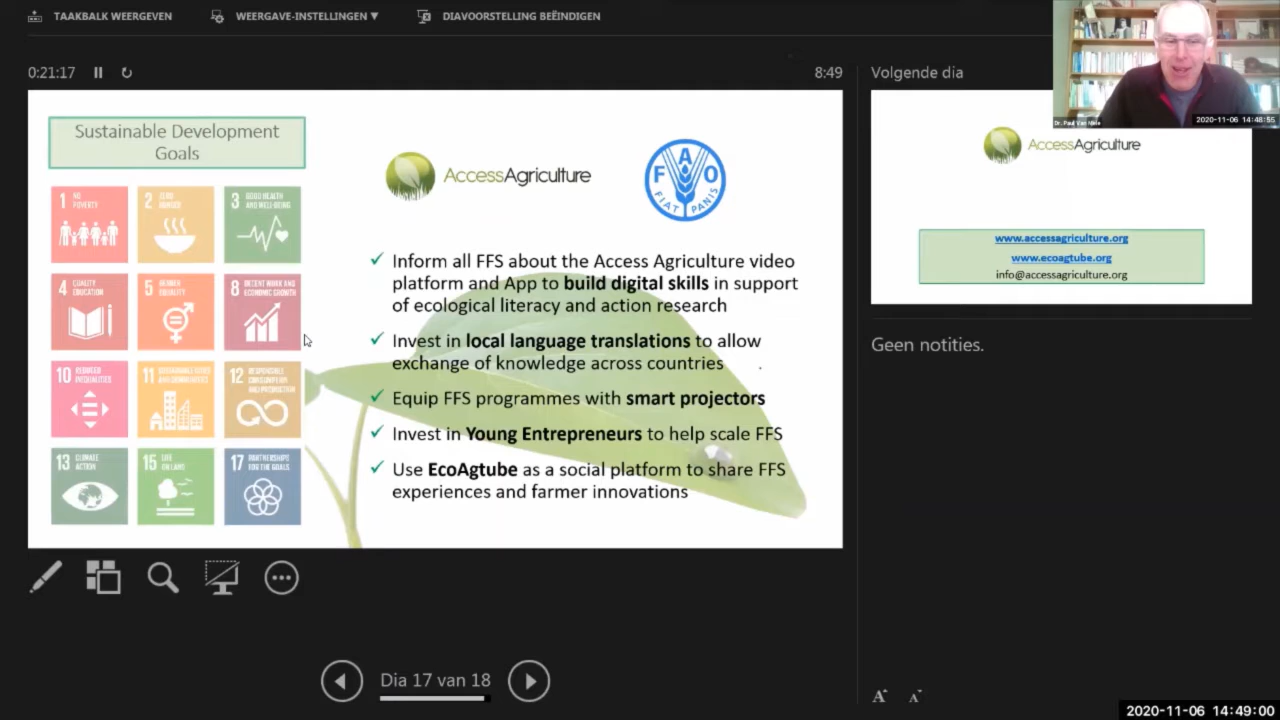 TAAKBALK WEERGEVEN
WEERGAVE-INSTELLINGEN ▼
DIAVOORSTELLING BEËINDIGEN
0:21:17
8:49
Volgende dia
Dr. Paul Van Mele
2020-11-06 14:48:55
Sustainable Development
Goals
1 NO
POVERTY
2 ZERO
HUNGER
3 GOOD HEALTH
AND WELL-BEING
4 QUALITY
EDUCATION
5 GENDER
EQUALITY
8 DECENT WORK AND
ECONOMIC GROWTH
10 REDUCED
INEQUALITIES
11 SUSTAINABLE CITIES
AND COMMUNITIES
12 RESPONSIBLE
CONSUMPTION
AND PRODUCTION
13 CLIMATE
ACTION
15 LIFE
ON LAND
17 PARTNERSHIPS
FOR THE GOALS
AccessAgriculture
FAO
FIAT PANIS
✓ Inform all FFS about the Access Agriculture video
platform and App to build digital skills in support
of ecological literacy and action research
✓ Invest in local language translations to allow
exchange of knowledge across countries
✓ Equip FFS programmes with smart projectors
✓ Invest in Young Entrepreneurs to help scale FFS
✓ Use EcoAgtube as a social platform to share FFS
experiences and farmer innovations
AccessAgriculture
www.accessagriculture.org
www.ecoagtube.org
info@accessagriculture.org
Geen notities.
Dia 17 van 18
A A
2020-11-06 14:49:00